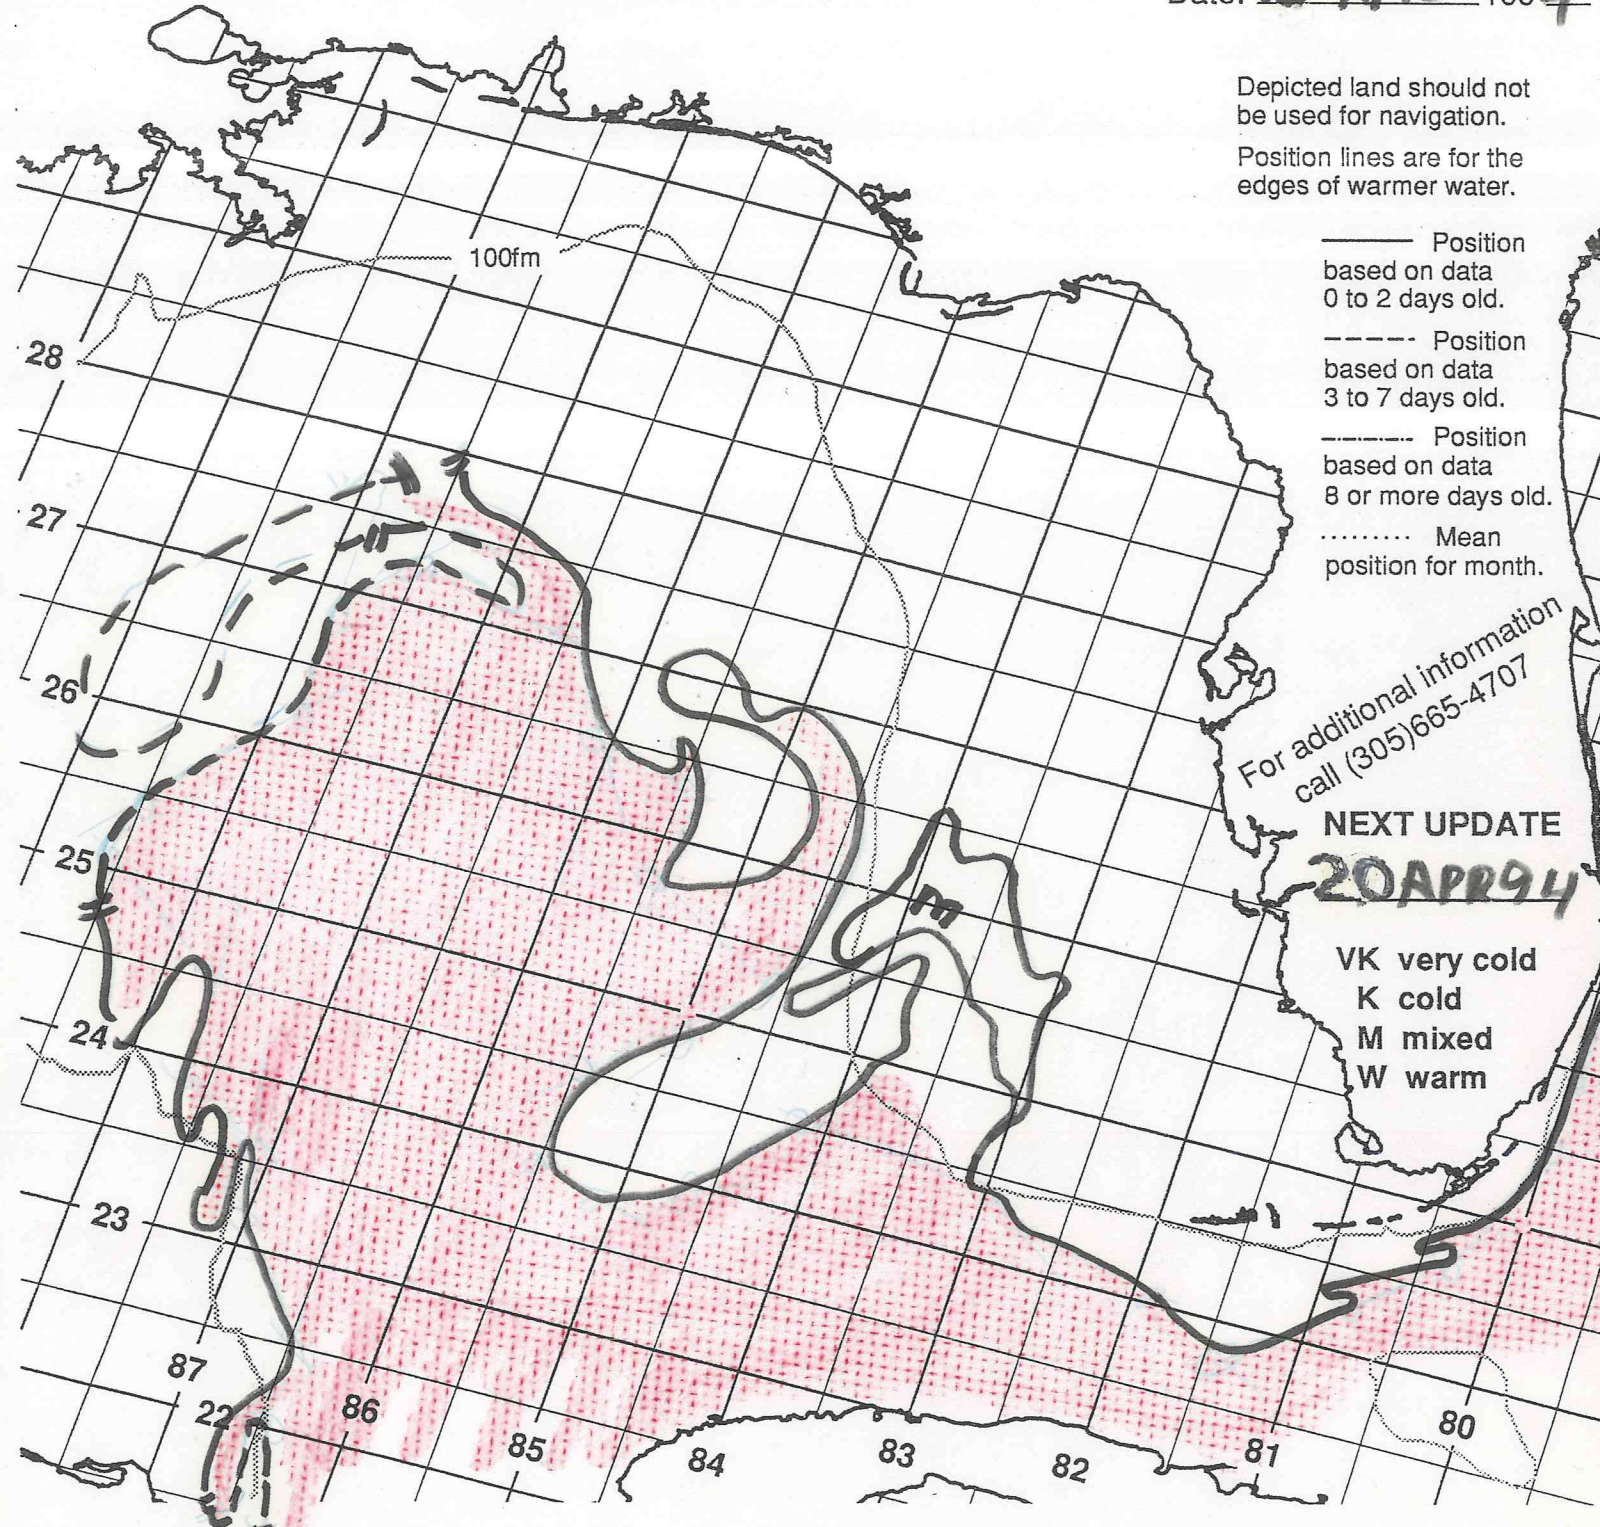 Depicted land should not
be used for navigation.
Position lines are for the
edges of warmer water.
Position
based on data
0 to 2 days old.
Position
based on data
3 to 7 days old.
Position
based on data
8 or more days old.
Mean
position for month.
For additional information
call (305)665-4707
NEXT UPDATE
20APR94
VK very cold
K cold
M mixed
W warm
100fm
28
27
26
25
24
23
22
m
87
86
85
84
83
82
81
80